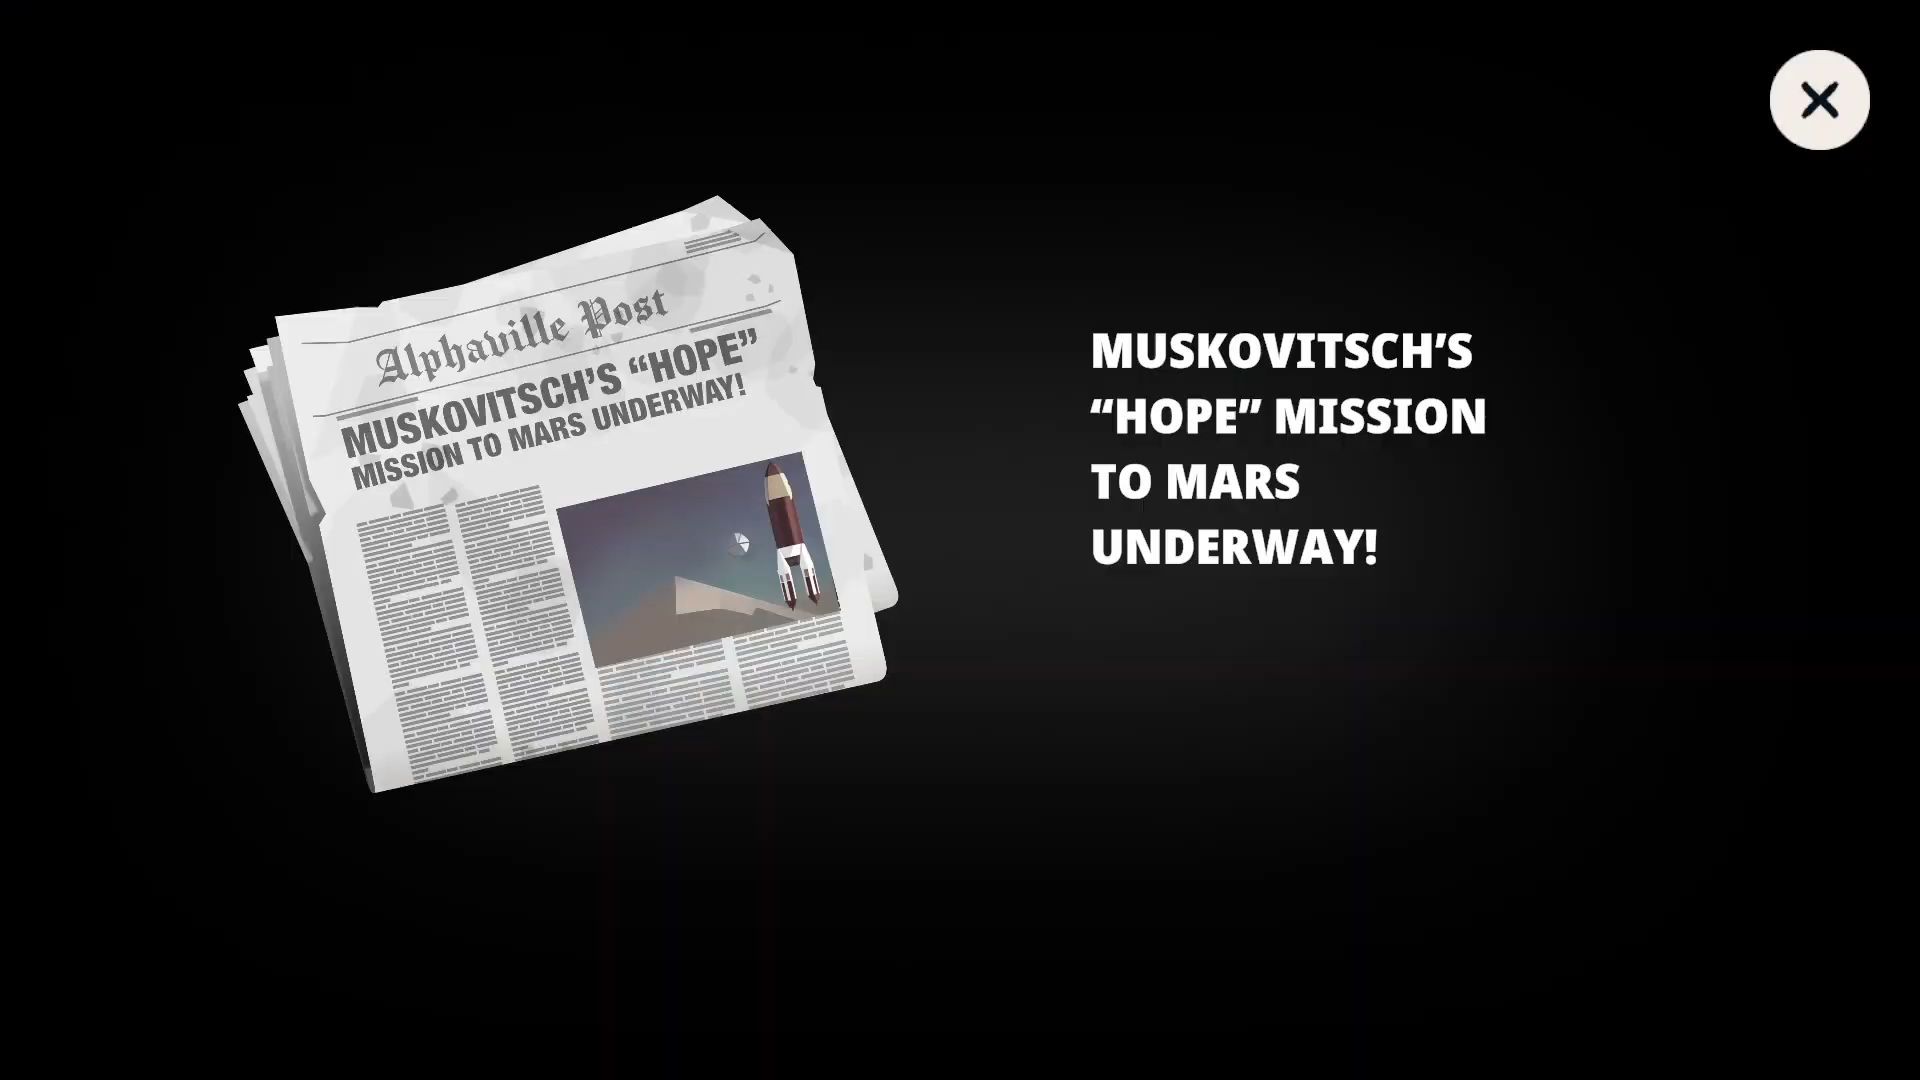 Alphaville Post
MUSKOVITSCH’S “HOPE”
MISSION TO MARS UNDERWAY!
MUSKOVITSCH’S
“HOPE” MISSION
TO MARS
UNDERWAY!